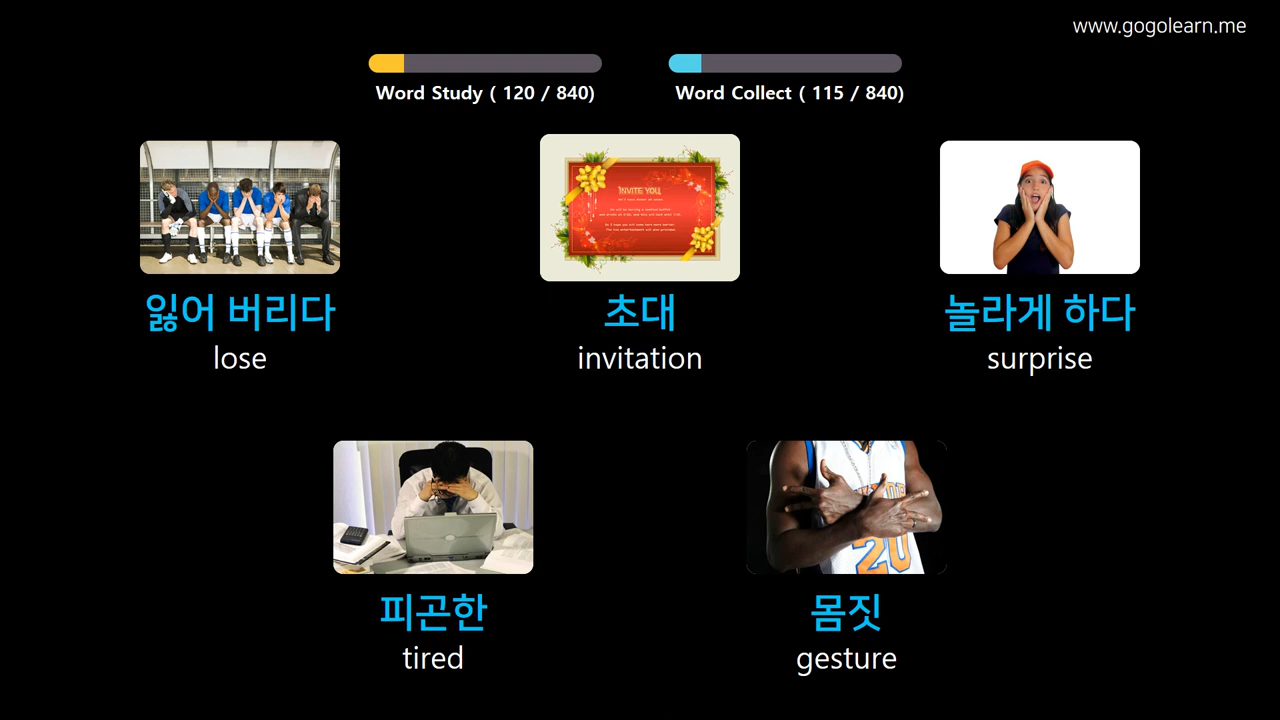 www.gogolearn.me
Word Study ( 120 / 840)
Word Collect ( 115 / 840)
INVITE YOU
잃어 버리다
초대
놀라게 하다
lose
invitation
surprise
20
피곤한
몸짓
tired
gesture